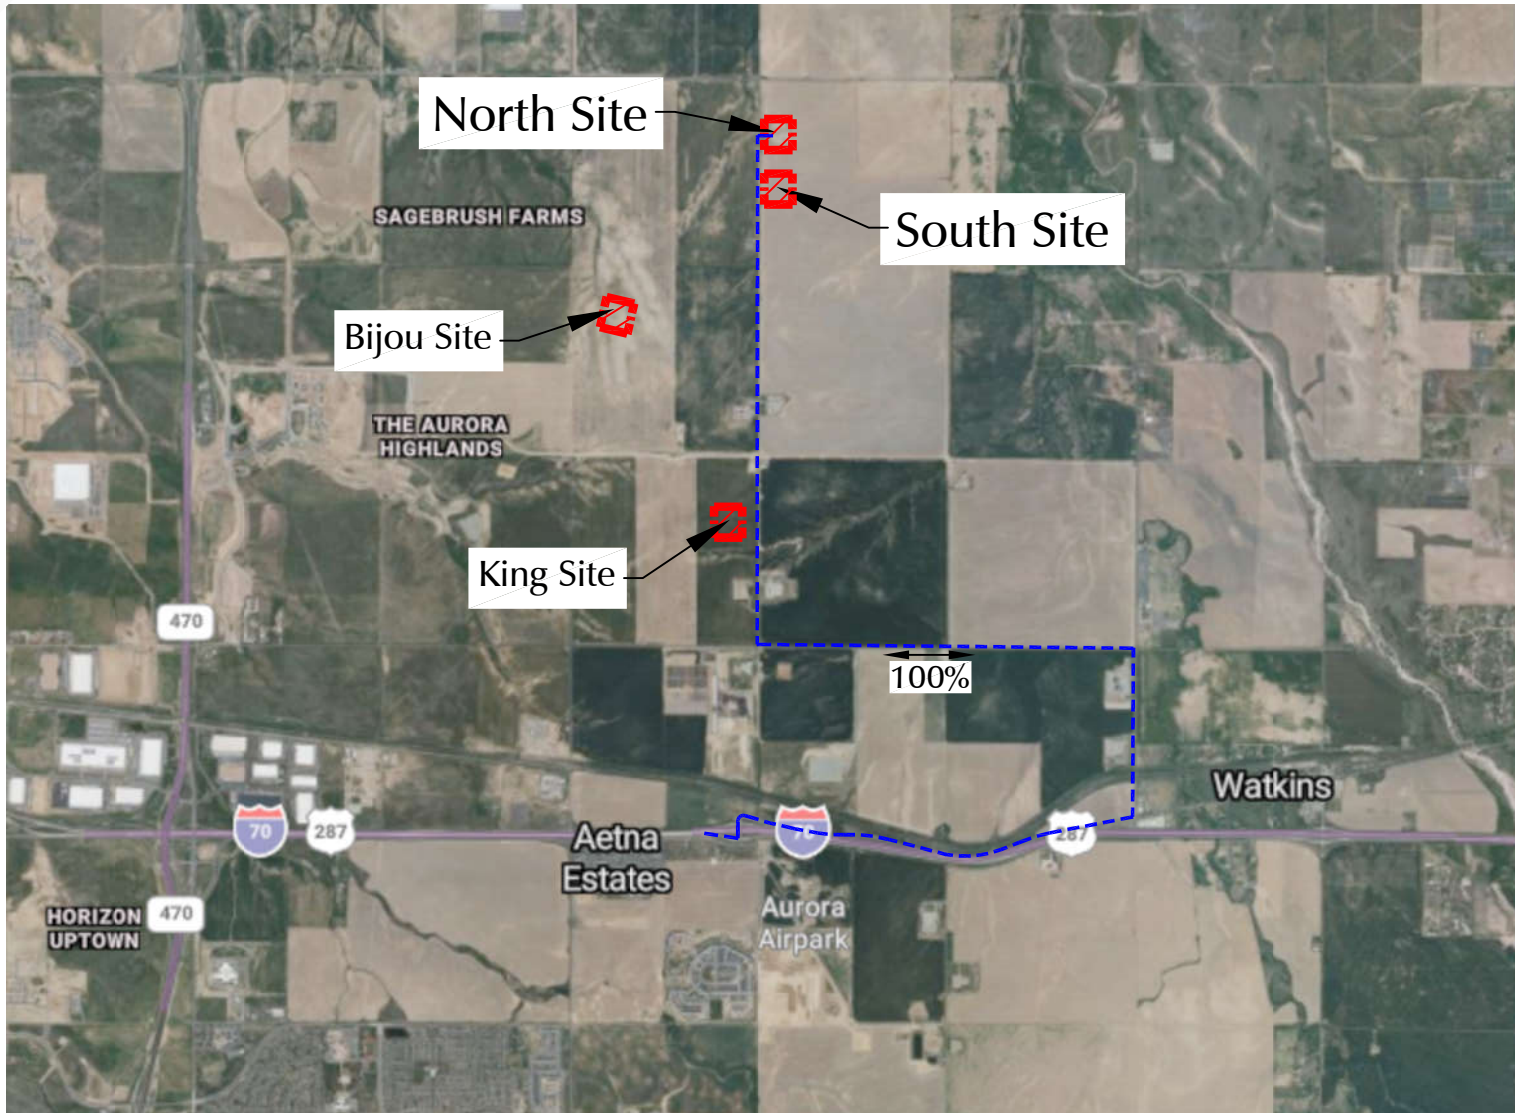 North Site
South Site
SAGEBRUSH FARMS
Bijou Site
THE AURORA
HIGHLANDS
King Site
470
100%
Watkins
70
287
Aetna
Estates
70
287
HORIZON
UPTOWN
470
Aurora
Airpark